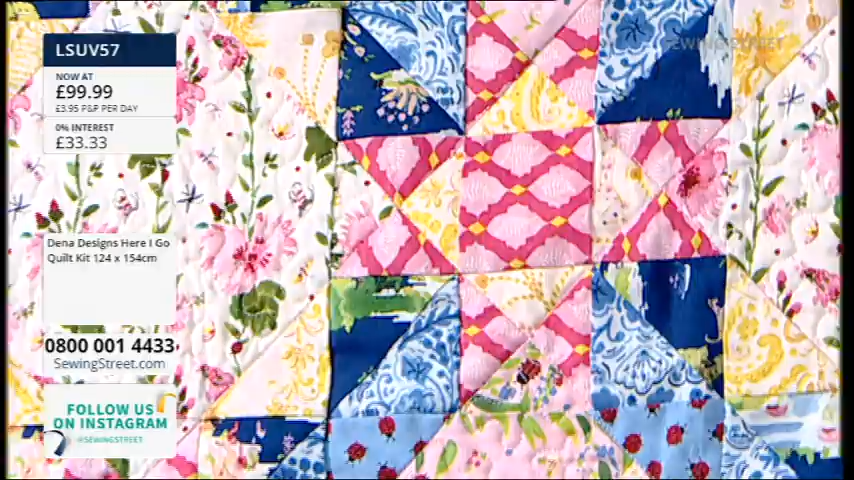 LSUV57
NOW AT
£99.99
£3.95 P&P PER DAY
0% INTEREST
£33.33
Dena Designs Here I Go
Quilt Kit 124 x 154cm
0800 001 4433
SewingStreet.com
FOLLOW US
ON INSTAGRAM
@SEWINGSTREET
SEWINGSTREET